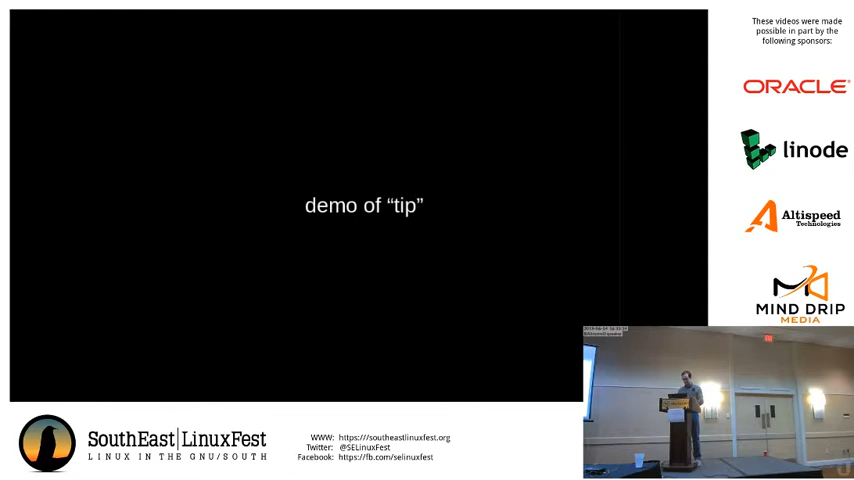 These videos were made
possible in part by the
following sponsors:
ORACLE
linode
Altispeed
Technologies
demo of “tip”
MIND DRIP
MEDIA
SouthEast|LinuxFest
LINUX IN THE GNU/SOUTH
WWW: https:///southeastlinuxfest.org
Twitter: @SELinuxFest
Facebook: https://fb.com/selinuxfest